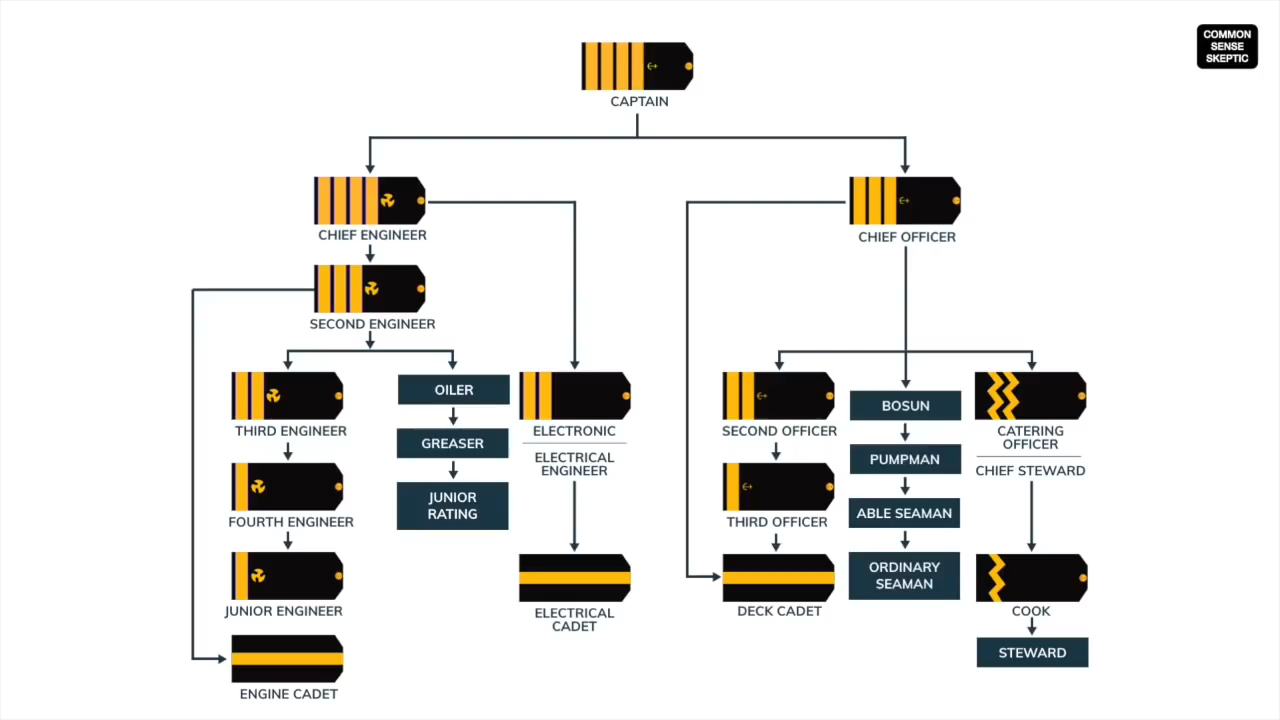 COMMON
SENSE
SKEPTIC
CAPTAIN
CHIEF ENGINEER
CHIEF OFFICER
SECOND ENGINEER
OILER
GREASER
JUNIOR
RATING
THIRD ENGINEER
FOURTH ENGINEER
JUNIOR ENGINEER
ENGINE CADET
ELECTRONIC
ELECTRICAL
ENGINEER
ELECTRICAL
CADET
SECOND OFFICER
THIRD OFFICER
DECK CADET
BOSUN
PUMPMAN
ABLE SEAMAN
ORDINARY
SEAMAN
CATERING
OFFICER
CHIEF STEWARD
COOK
STEWARD